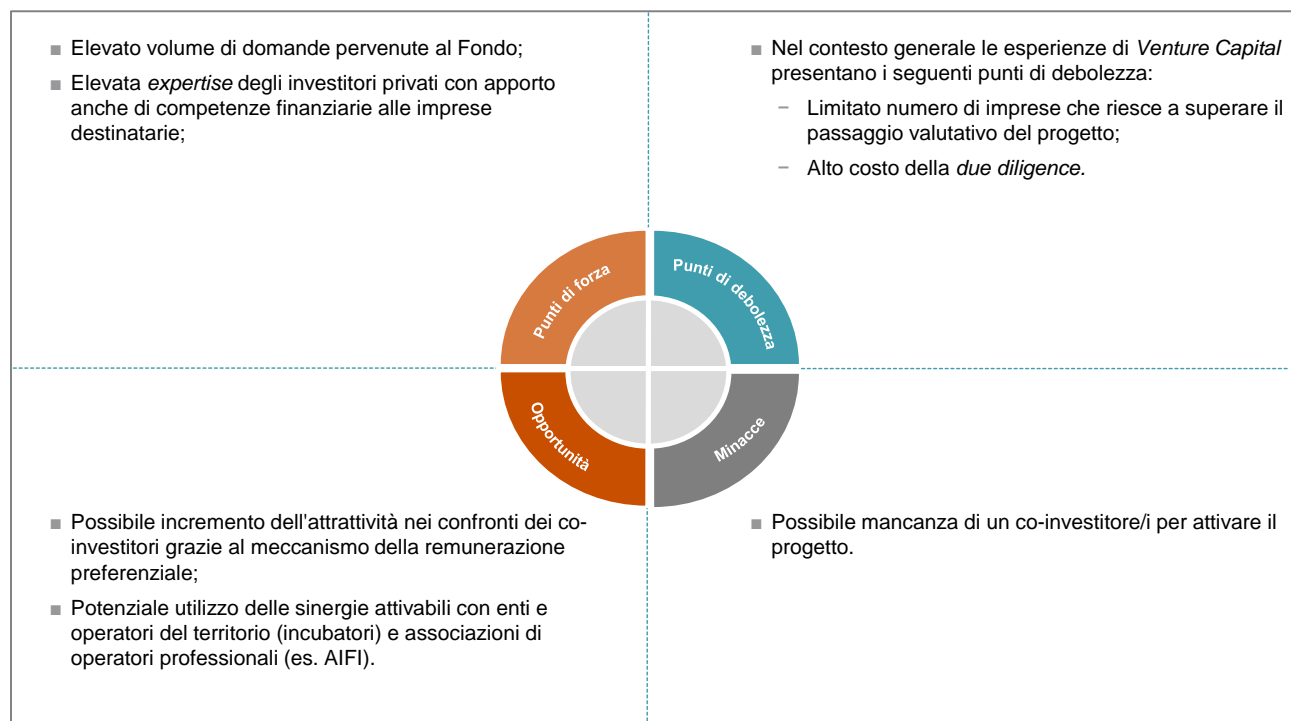 ■ Elevato volume di domande pervenute al Fondo;
■ Elevata expertise degli investitori privati con apporto
anche di competenze finanziarie alle imprese
destinatarie;
■ Nel contesto generale le esperienze di Venture Capital
presentano i seguenti punti di debolezza:
− Limitato numero di imprese che riesce a superare il
passaggio valutativo del progetto;
− Alto costo della due diligence.
Punti di forza
Punti di debolezza
Opportunità
Minacce
■ Possibile incremento dell'attrattività nei confronti dei co-
investitori grazie al meccanismo della remunerazione
preferenziale;
■ Potenziale utilizzo delle sinergie attivabili con enti e
operatori del territorio (incubatori) e associazioni di
operatori professionali (es. AIFI).
■ Possibile mancanza di un co-investitore/i per attivare il
progetto.